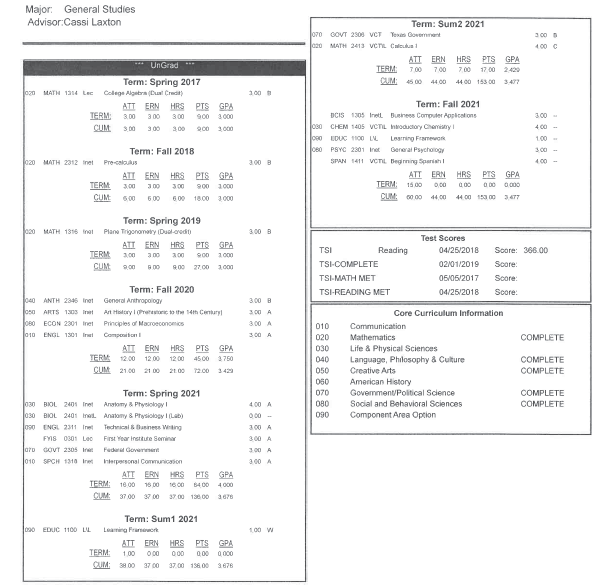 Major: General Studies
Advisor:Cassi Laxton
*** UnGrad ***
Term: Spring 2017
020 MATH 1314 Lec College Algebra (Dual Credit) 3.00 B
ATT ERN HRS PTS GPA
TERM: 3.00 3.00 3.00 9.00 3.000
CUM: 3.00 3.00 3.00 9.00 3.000
Term: Fall 2018
020 MATH 2312 Inet Pre-calculus 3.00 B
ATT ERN HRS PTS GPA
TERM: 3.00 3.00 3.00 9.00 3.000
CUM: 6.00 6.00 6.00 18.00 3.000
Term: Spring 2019
020 MATH 1316 Inet Plane Trigonometry (Dual-credit) 3.00 B
ATT ERN HRS PTS GPA
TERM: 3.00 3.00 3.00 9.00 3.000
CUM: 9.00 9.00 9.00 27.00 3.000
Term: Fall 2020
040 ANTH 2346 Inet General Anthropology 3.00 B
050 ARTS 1303 Inet Art History I (Prehistoric to the 14th Century) 3.00 A
080 ECON 2301 Inet Principles of Macroeconomics 3.00 A
010 ENGL 1301 Inet Composition I 3.00 A
ATT ERN HRS PTS GPA
TERM: 12.00 12.00 12.00 45.00 3.750
CUM: 21.00 21.00 21.00 72.00 3.429
Term: Spring 2021
030 BIOL 2401 Inet Anatomy & Physiology I 4.00 A
030 BIOL 2401 InetL Anatomy & Physiology I (Lab) 0.00 --
090 ENGL 2311 Inet Technical & Business Writing 3.00 A
FYIS 0301 Lec First Year Institute Seminar 3.00 A
070 GOVT 2305 Inet Federal Government 3.00 A
010 SPCH 1318 Inet Interpersonal Communication 3.00 A
ATT ERN HRS PTS GPA
TERM: 16.00 16.00 16.00 64.00 4.000
CUM: 37.00 37.00 37.00 136.00 3.676
Term: Sum1 2021
090 EDUC 1100 L\L Learning Framework 1.00 W
ATT ERN HRS PTS GPA
TERM: 1.00 0.00 0.00 0.00 0.000
CUM: 38.00 37.00 37.00 136.00 3.676
Term: Sum2 2021
070 GOVT 2306 VCT Texas Government 3.00 B
020 MATH 2413 VCT\L Calculus I 4.00 C
ATT ERN HRS PTS GPA
TERM: 7.00 7.00 7.00 17.00 2.429
CUM: 45.00 44.00 44.00 153.00 3.477
Term: Fall 2021
BCIS 1305 InetL Business Computer Applications 3.00 --
030 CHEM 1405 VCT\L Introductory Chemistry I 4.00 --
090 EDUC 1100 L\L Learning Framework 1.00 --
080 PSYC 2301 Inet General Psychology 3.00 --
SPAN 1411 VCT\L Beginning Spanish I 4.00 --
ATT ERN HRS PTS GPA
TERM: 15.00 0.00 0.00 0.00 0.000
CUM: 60.00 44.00 44.00 153.00 3.477
Test Scores
TSI Reading 04/25/2018 Score: 366.00
TSI-COMPLETE 02/01/2019 Score:
TSI-MATH MET 05/05/2017 Score:
TSI-READING MET 04/25/2018 Score:
Core Curriculum Information
010 Communication
020 Mathematics COMPLETE
030 Life & Physical Sciences
040 Language, Philosophy & Culture COMPLETE
050 Creative Arts COMPLETE
060 American History
070 Government/Political Science COMPLETE
080 Social and Behavioral Sciences COMPLETE
090 Component Area Option